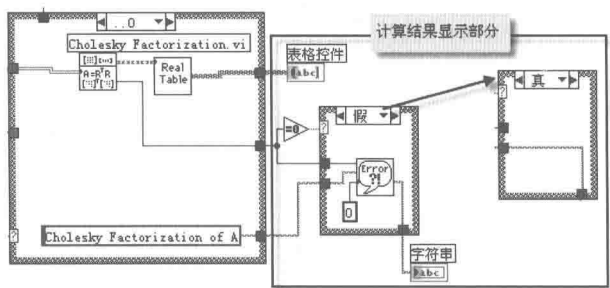 ..0
计算结果显示部分
Cholesky Factorization.vi
表格控件
A=RᵀR
Real
Table
abc
假
真
?
=0
?
Error
?!
0
?
Cholesky Factorization of A
字符串
abc